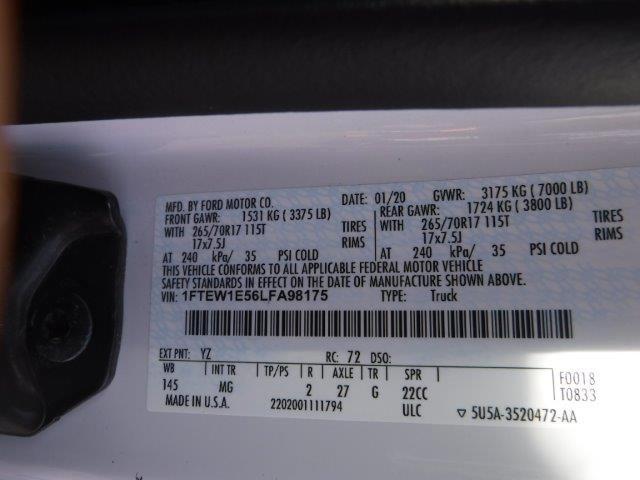 MFD. BY FORD MOTOR CO. DATE: 01/20 GVWR: 3175 KG ( 7000 LB)
FRONT GAWR: 1531 KG ( 3375 LB) REAR GAWR: 1724 KG ( 3800 LB)
WITH 265/70R17 115T TIRES WITH 265/70R17 115T TIRES
17x7.5J RIMS 17x7.5J RIMS
AT 240 kPa/ 35 PSI COLD AT 240 kPa/ 35 PSI COLD
THIS VEHICLE CONFORMS TO ALL APPLICABLE FEDERAL MOTOR VEHICLE
SAFETY STANDARDS IN EFFECT ON THE DATE OF MANUFACTURE SHOWN ABOVE.
VIN: 1FTEW1E56LFA98175 TYPE: Truck
EXT PNT: YZ RC: 72 DSO:
WB INT TR TP/PS R AXLE TR SPR F0018
145 MG 2 27 G 22CC T0833
MADE IN U.S.A. 2202001111794 ULC 5U5A-3520472-AA